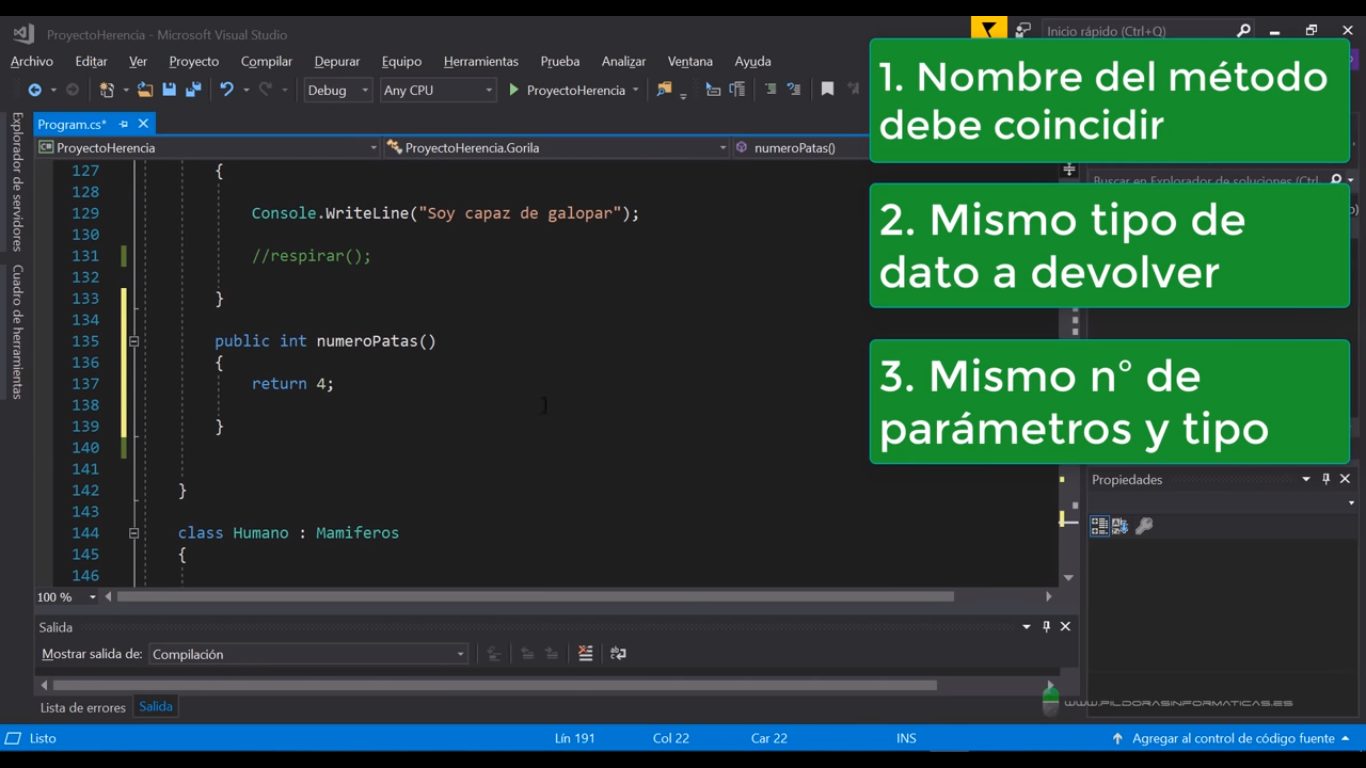 ProyectoHerencia - Microsoft Visual Studio
Inicio rápido (Ctrl+Q)
Archivo Editar Ver Proyecto Compilar Depurar Equipo Herramientas Prueba Analizar Ventana Ayuda
Debug Any CPU ProyectoHerencia
1. Nombre del método
debe coincidir
2. Mismo tipo de
dato a devolver
3. Mismo n° de
parámetros y tipo
Explorador de servidores
Cuadro de herramientas
Program.cs*
ProyectoHerencia ProyectoHerencia.Gorila numeroPatas()
Buscar en Explorador de soluciones (Ctrl
127 {
128
129 Console.WriteLine("Soy capaz de galopar");
130
131 //respirar();
132
133 }
134
135 public int numeroPatas()
136 {
137 return 4;
138
139 }
140
141
142 }
143
144 class Humano : Mamiferos
145 {
146
100 %
Propiedades
Salida
Mostrar salida de: Compilación
Lista de errores Salida
WWW.PILDORASINFORMATICAS.ES
Listo Lín 191 Col 22 Car 22 INS Agregar al control de código fuente